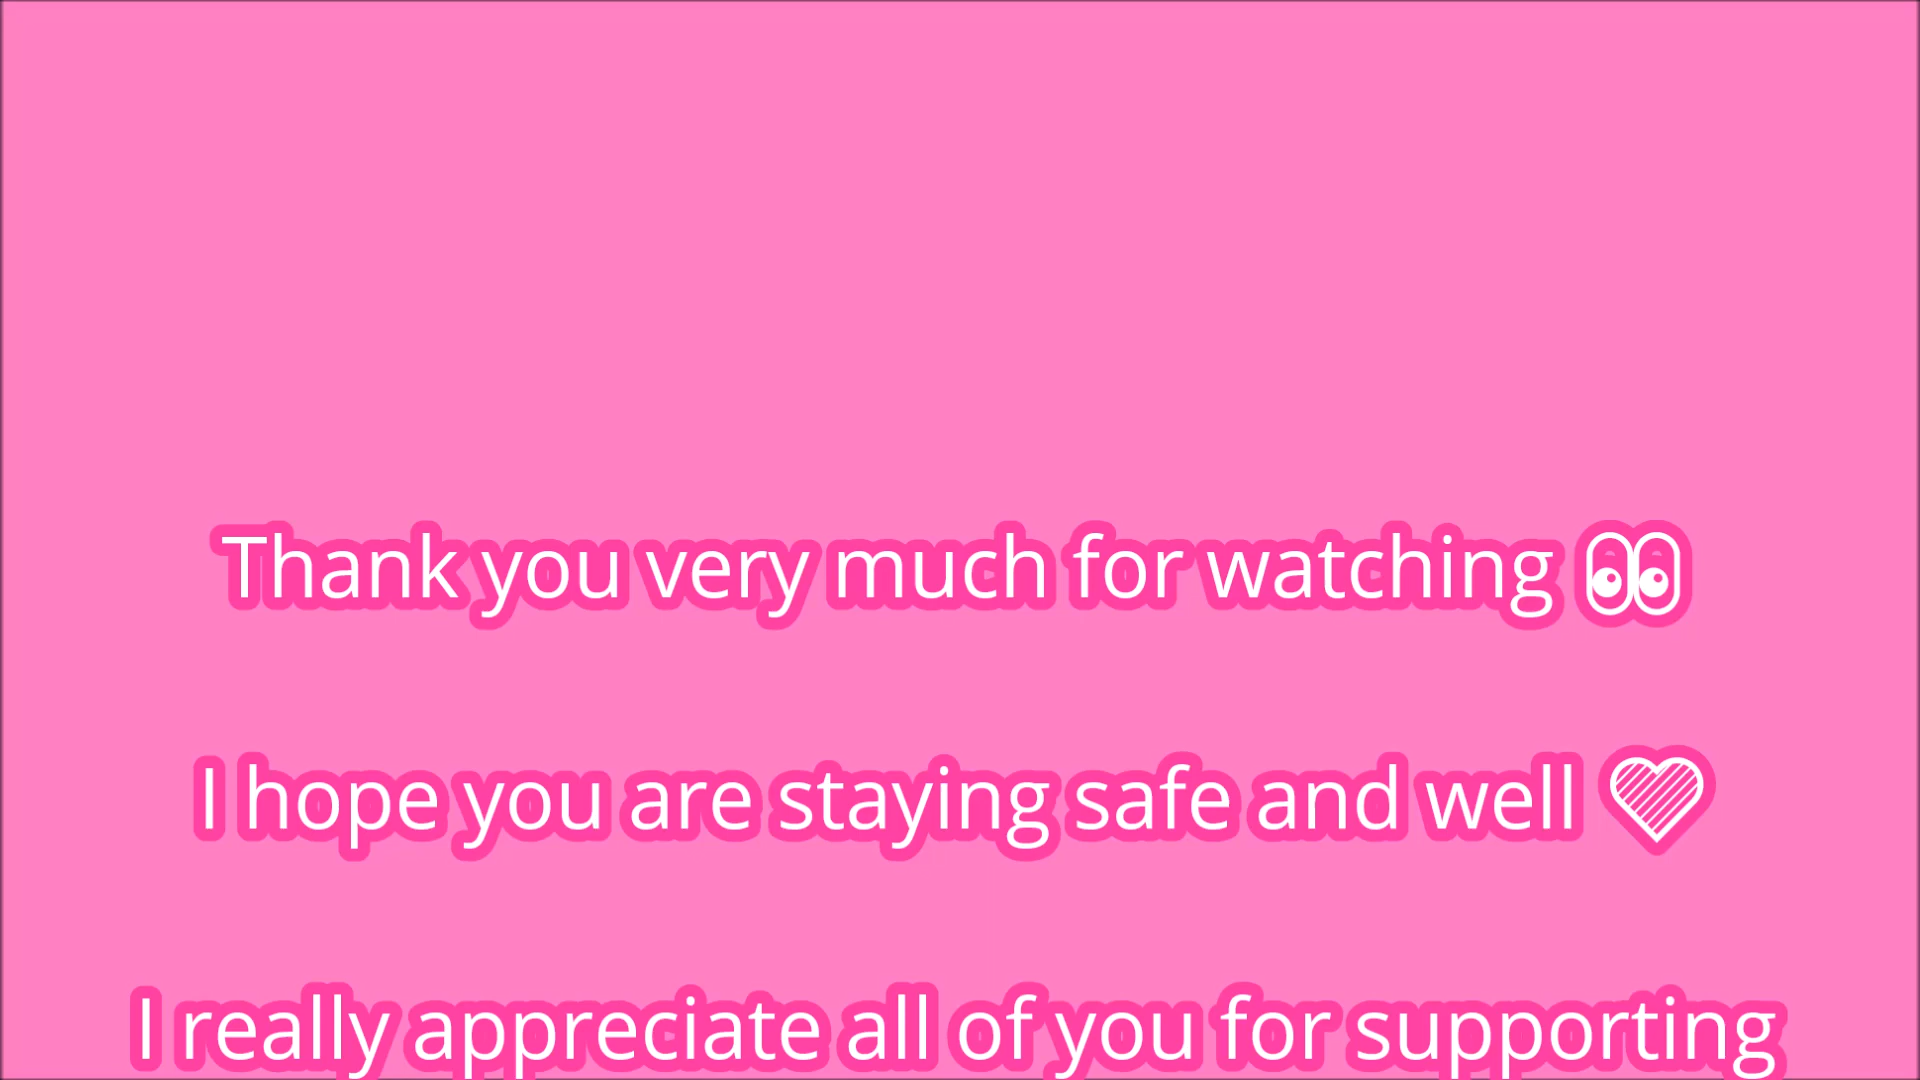 Thank you very much for watching 👀
I hope you are staying safe and well 💟
I really appreciate all of you for supporting